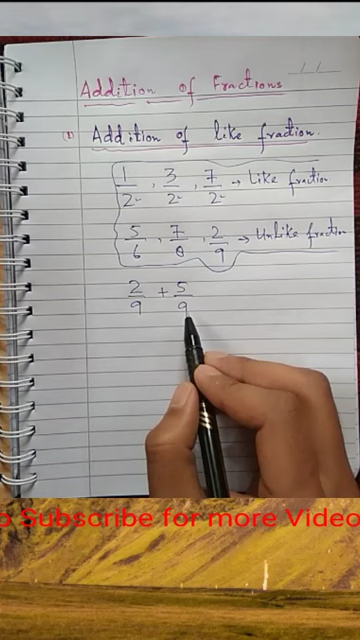 Addition of Fractions
(1) Addition of like fraction.
1/2, 3/2, 7/2 → Like fraction
5/6, 7/8, 2/9 → Unlike fraction
2/9 + 5/9
o Subscribe for more Video